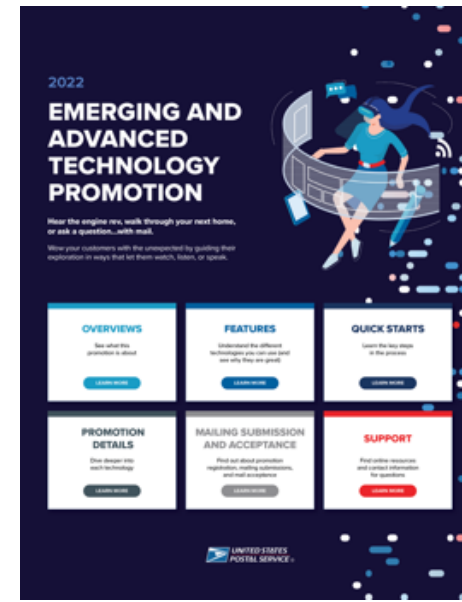 2022
EMERGING AND
ADVANCED
TECHNOLOGY
PROMOTION
Hear the engine rev, walk through your next home,
or ask a question...with mail.
Wow your customers with the unexpected by guiding their
exploration in ways that let them watch, listen, or speak.
OVERVIEWS
See what this
promotion is about
LEARN MORE
FEATURES
Understand the different
technologies you can use (and
see why they are great)
LEARN MORE
QUICK STARTS
Learn the key steps
in the process
LEARN MORE
PROMOTION
DETAILS
Dive deeper into
each technology
LEARN MORE
MAILING SUBMISSION
AND ACCEPTANCE
Find out about promotion
registration, mailing submissions,
and mail acceptance
LEARN MORE
SUPPORT
Find online resources
and contact information
for questions
LEARN MORE
UNITED STATES
POSTAL SERVICE®